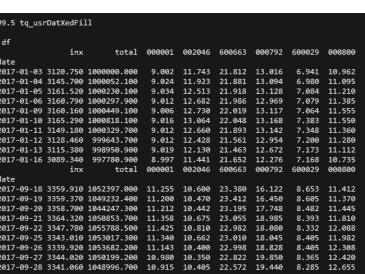 9.5 tq_usrDatXedFill
df
inx total 000001 002046 600663 000792 600029 000800
date
2017-01-03 3120.750 1000000.000 9.002 11.743 21.812 13.016 6.941 10.962
2017-01-04 3145.700 1000052.100 9.024 11.923 21.881 13.094 6.980 11.095
2017-01-05 3161.520 1000230.100 9.034 12.513 21.918 13.128 7.084 11.210
2017-01-06 3160.790 1000297.900 9.012 12.682 21.986 12.969 7.079 11.385
2017-01-09 3160.160 1000449.100 9.006 12.730 22.019 13.117 7.064 11.555
2017-01-10 3165.290 1000818.100 9.016 13.064 22.048 13.168 7.383 11.550
2017-01-11 3149.180 1000329.700 9.012 12.660 21.893 13.142 7.348 11.360
2017-01-12 3128.460 999643.700 9.012 12.428 21.561 12.954 7.200 11.280
2017-01-13 3115.380 998950.900 9.019 12.130 21.463 12.672 7.173 11.112
2017-01-16 3089.340 997780.900 8.997 11.441 21.652 12.276 7.168 10.735
inx total 000001 002046 600663 000792 600029 000800
date
2017-09-18 3359.910 1052397.000 11.255 10.600 23.380 16.122 8.653 11.412
2017-09-19 3359.370 1049232.400 11.200 10.470 23.412 16.450 8.605 11.370
2017-09-20 3358.700 1044247.300 11.212 10.442 23.195 17.748 8.482 11.445
2017-09-21 3364.320 1050853.700 11.358 10.675 23.055 18.985 8.393 11.810
2017-09-22 3347.780 1055788.500 11.425 10.810 22.982 18.080 8.332 12.088
2017-09-25 3343.010 1053017.300 11.340 10.662 23.010 18.045 8.405 11.982
2017-09-26 3339.920 1053682.200 11.143 10.400 22.998 18.828 8.405 12.308
2017-09-27 3344.020 1050199.200 10.980 10.350 22.822 19.850 8.365 12.420
2017-09-28 3341.060 1048996.700 10.915 10.405 22.572 19.440 8.285 12.655